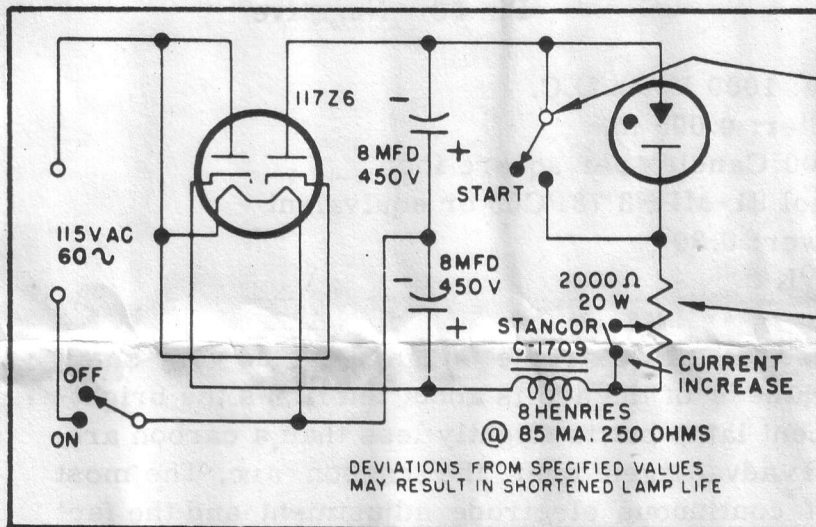 117Z6
8 MFD
450 V
START
115 VAC
60 ∿
8 MFD
450 V
2000 Ω
20 W
STANCOR
C-1709
CURRENT
INCREASE
OFF
ON
8 HENRIES
@ 85 MA. 250 OHMS
DEVIATIONS FROM SPECIFIED VALUES
MAY RESULT IN SHORTENED LAMP LIFE